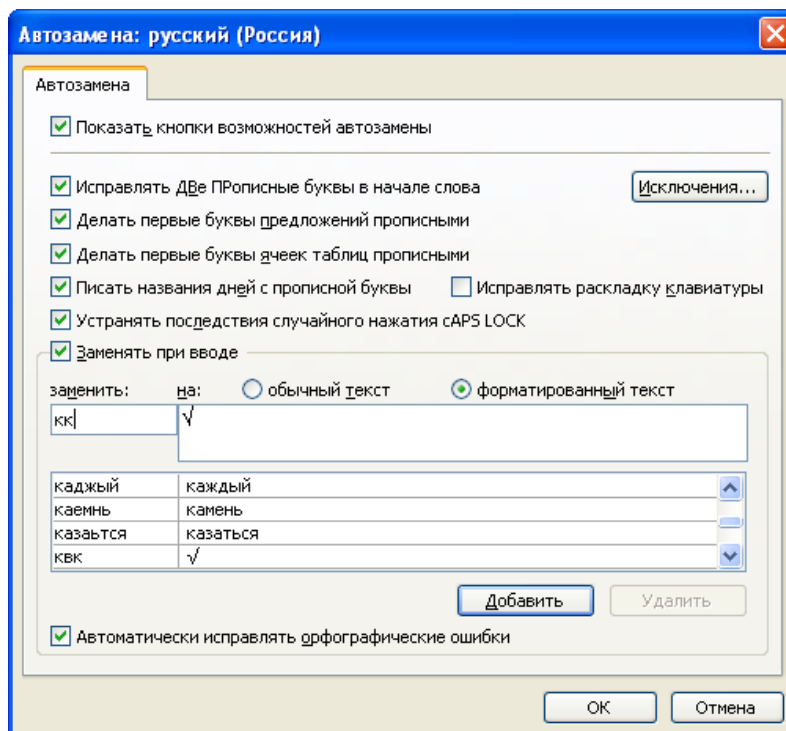 Автозамена: русский (Россия)
Автозамена
Показать кнопки возможностей автозамены
Исправлять ДВе ПРописные буквы в начале слова Исключения...
Делать первые буквы предложений прописными
Делать первые буквы ячеек таблиц прописными
Писать названия дней с прописной буквы Исправлять раскладку клавиатуры
Устранять последствия случайного нажатия cAPS LOCK
Заменять при вводе
заменить: на: обычный текст форматированный текст
кк √
каджый каждый
каемнь камень
казаьтся казаться
квк √
Добавить Удалить
Автоматически исправлять орфографические ошибки
ОК Отмена